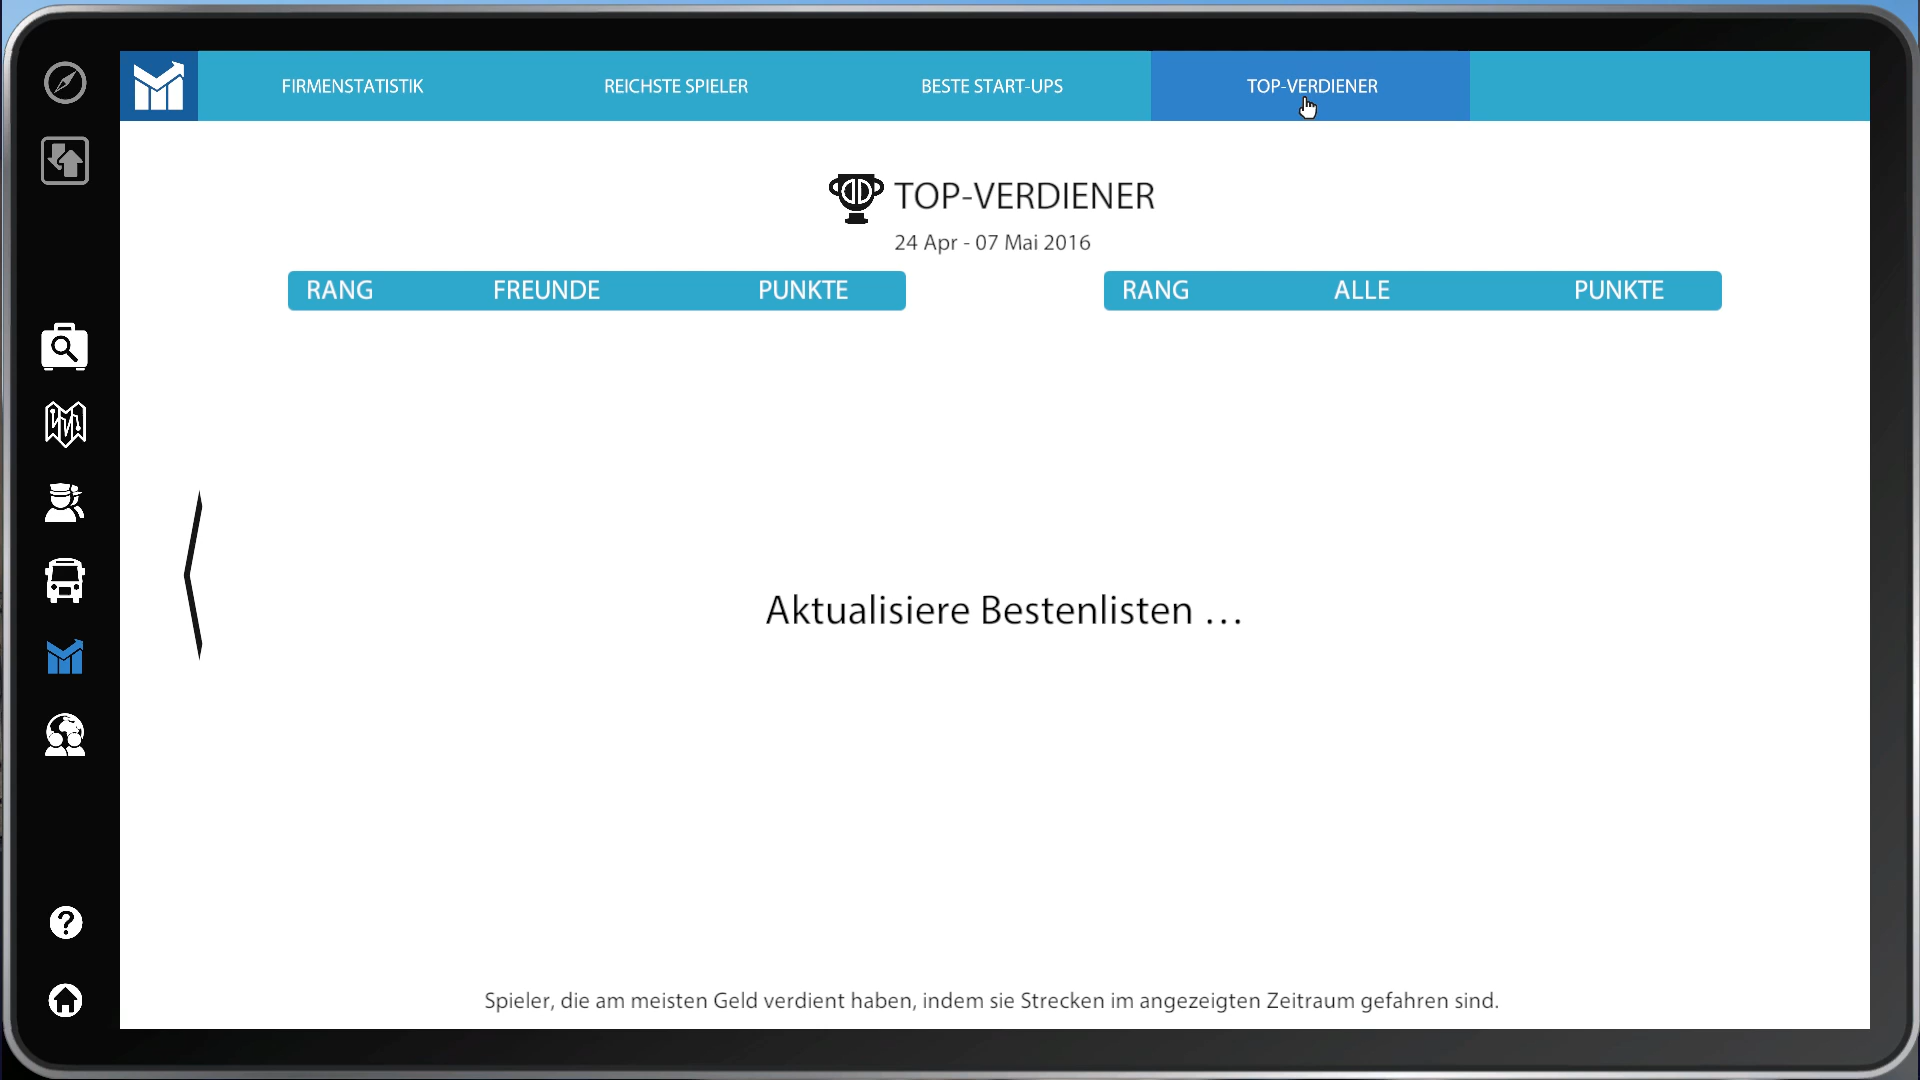 FIRMENSTATISTIK
REICHSTE SPIELER
BESTE START-UPS
TOP-VERDIENER
TOP-VERDIENER
24 Apr - 07 Mai 2016
RANG FREUNDE PUNKTE
RANG ALLE PUNKTE
Aktualisiere Bestenlisten ...
Spieler, die am meisten Geld verdient haben, indem sie Strecken im angezeigten Zeitraum gefahren sind.